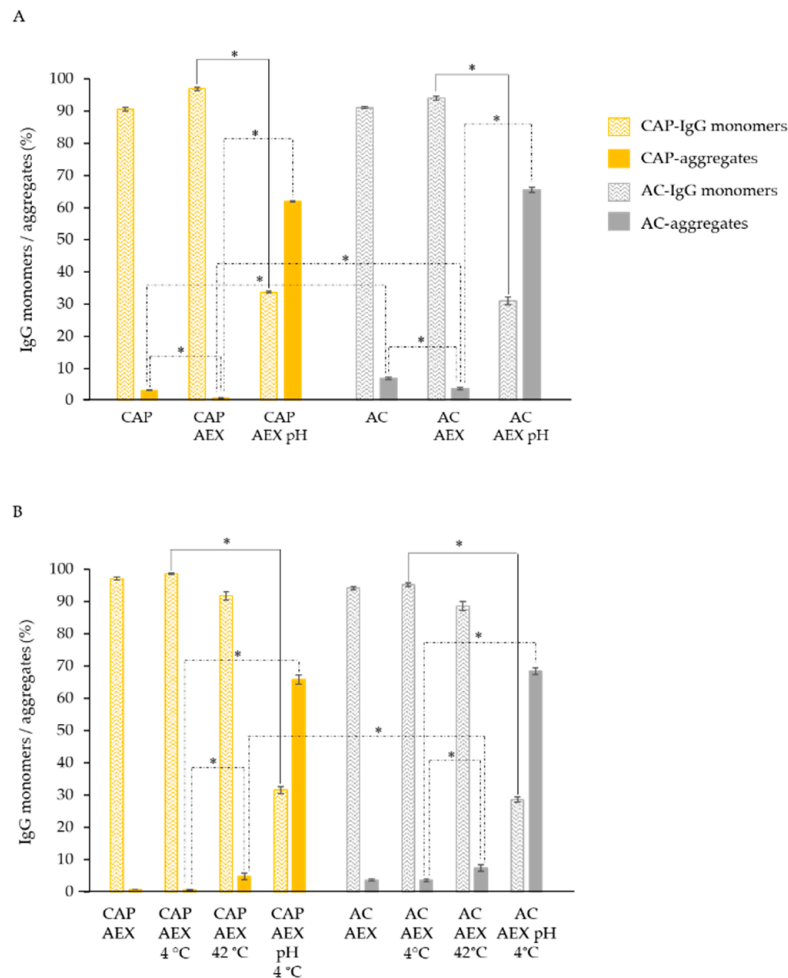 A
IgG monomers / aggregates (%)
100
90
80
70
60
50
40
30
20
10
0
*
*
*
*
*
*
*
*
CAP
CAP
AEX
CAP
AEX pH
AC
AC
AEX
AC
AEX pH
CAP-IgG monomers
CAP-aggregates
AC-IgG monomers
AC-aggregates
B
IgG monomers / aggregates (%)
100
90
80
70
60
50
40
30
20
10
0
*
*
*
*
*
*
*
CAP
AEX
CAP
AEX
4 °C
CAP
AEX
42 °C
CAP
AEX
pH
4 °C
AC
AEX
AC
AEX
4°C
AC
AEX
42°C
AC
AEX pH
4°C